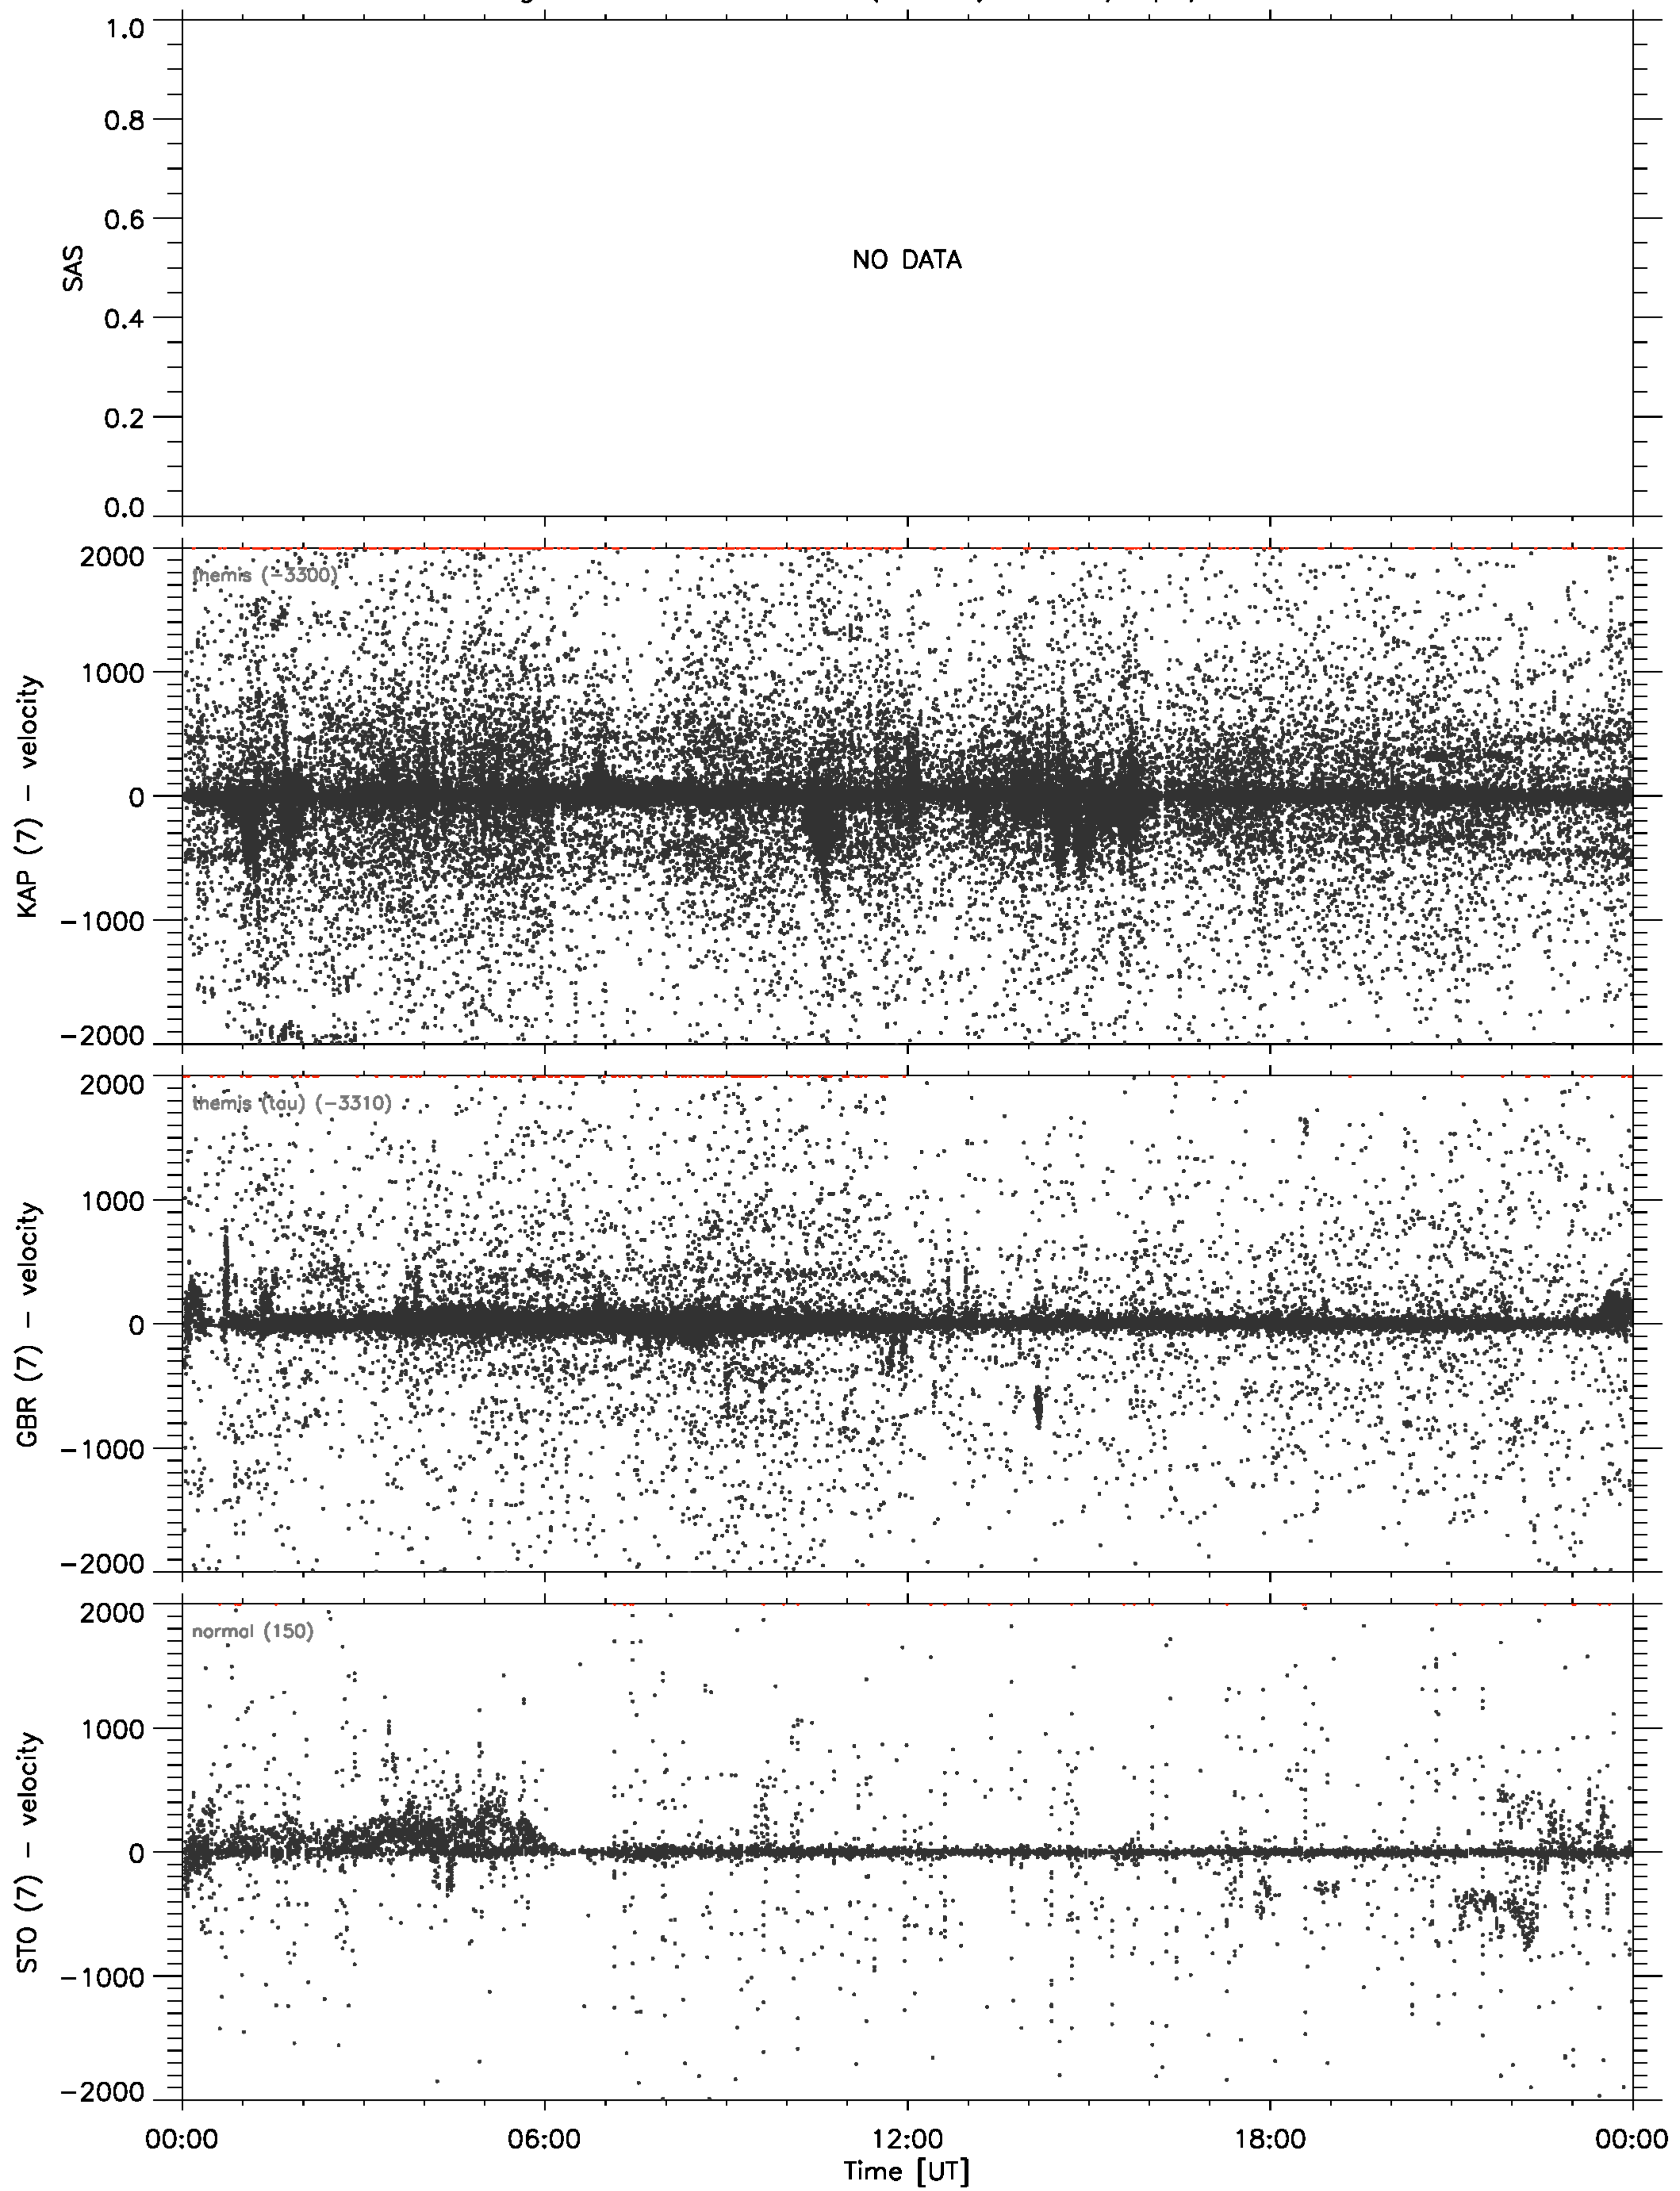 1.0
0.8
0.6
0.4
0.2
0.0
SAS
NO DATA
2000
1000
0
−1000
−2000
KAP (7) − velocity
themis (−3300)
2000
1000
0
−1000
−2000
GBR (7) − velocity
themis (tau) (−3310)
2000
1000
0
−1000
−2000
STO (7) − velocity
normal (150)
00:00 06:00 12:00 18:00 00:00
Time [UT]